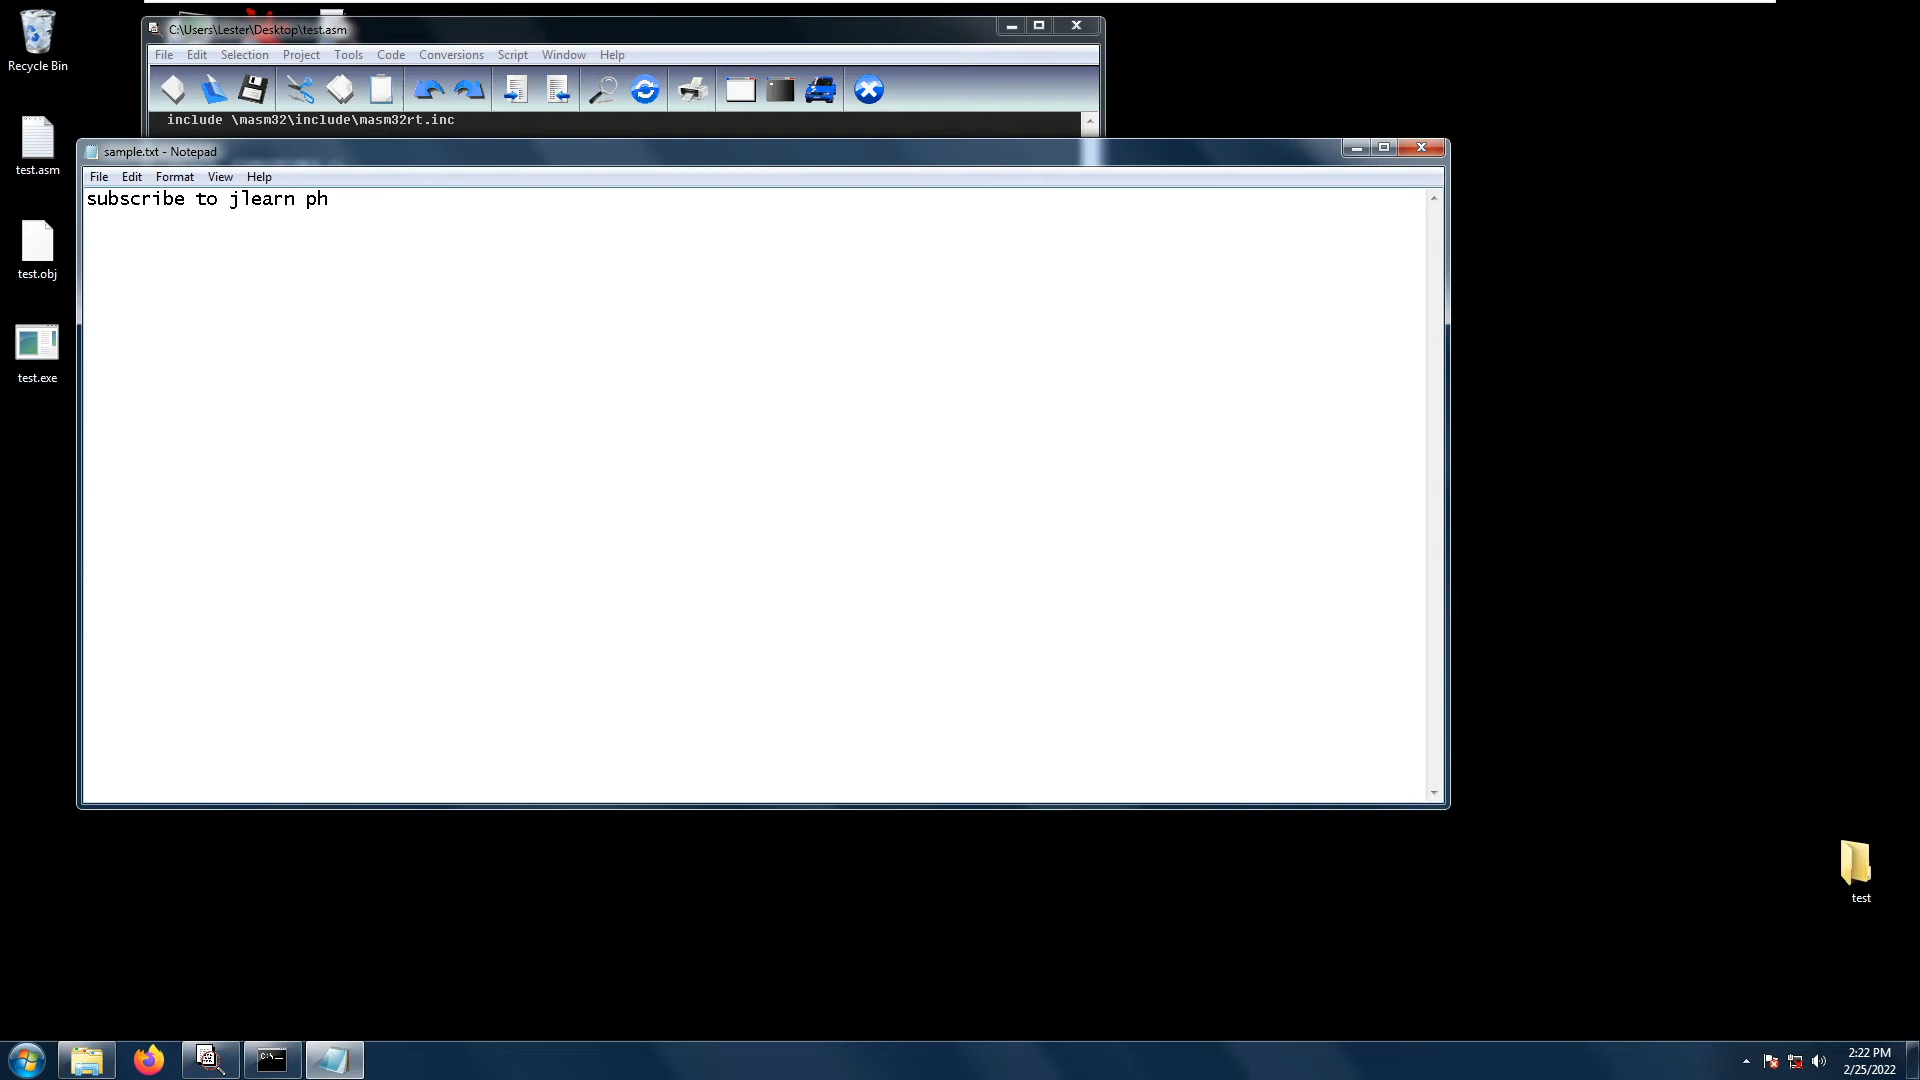 Recycle Bin
test.asm
test.obj
test.exe
C:\Users\Lester\Desktop\test.asm
File Edit Selection Project Tools Code Conversions Script Window Help
include \masm32\include\masm32rt.inc
sample.txt - Notepad
File Edit Format View Help
subscribe to jlearn ph
test
C:\_
2:22 PM
2/25/2022